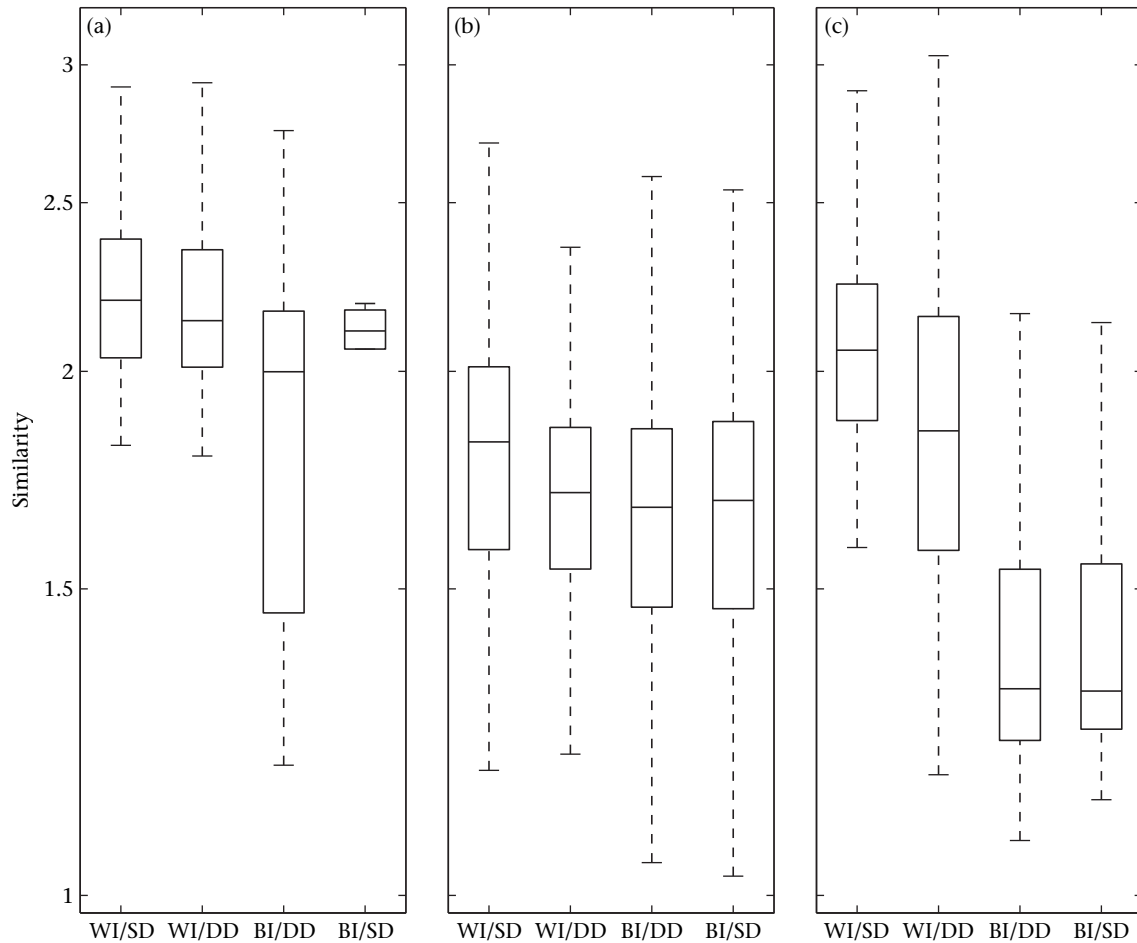 (a) (b) (c)
3
2.5
2
1.5
1
Similarity
WI/SD WI/DD BI/DD BI/SD WI/SD WI/DD BI/DD BI/SD WI/SD WI/DD BI/DD BI/SD